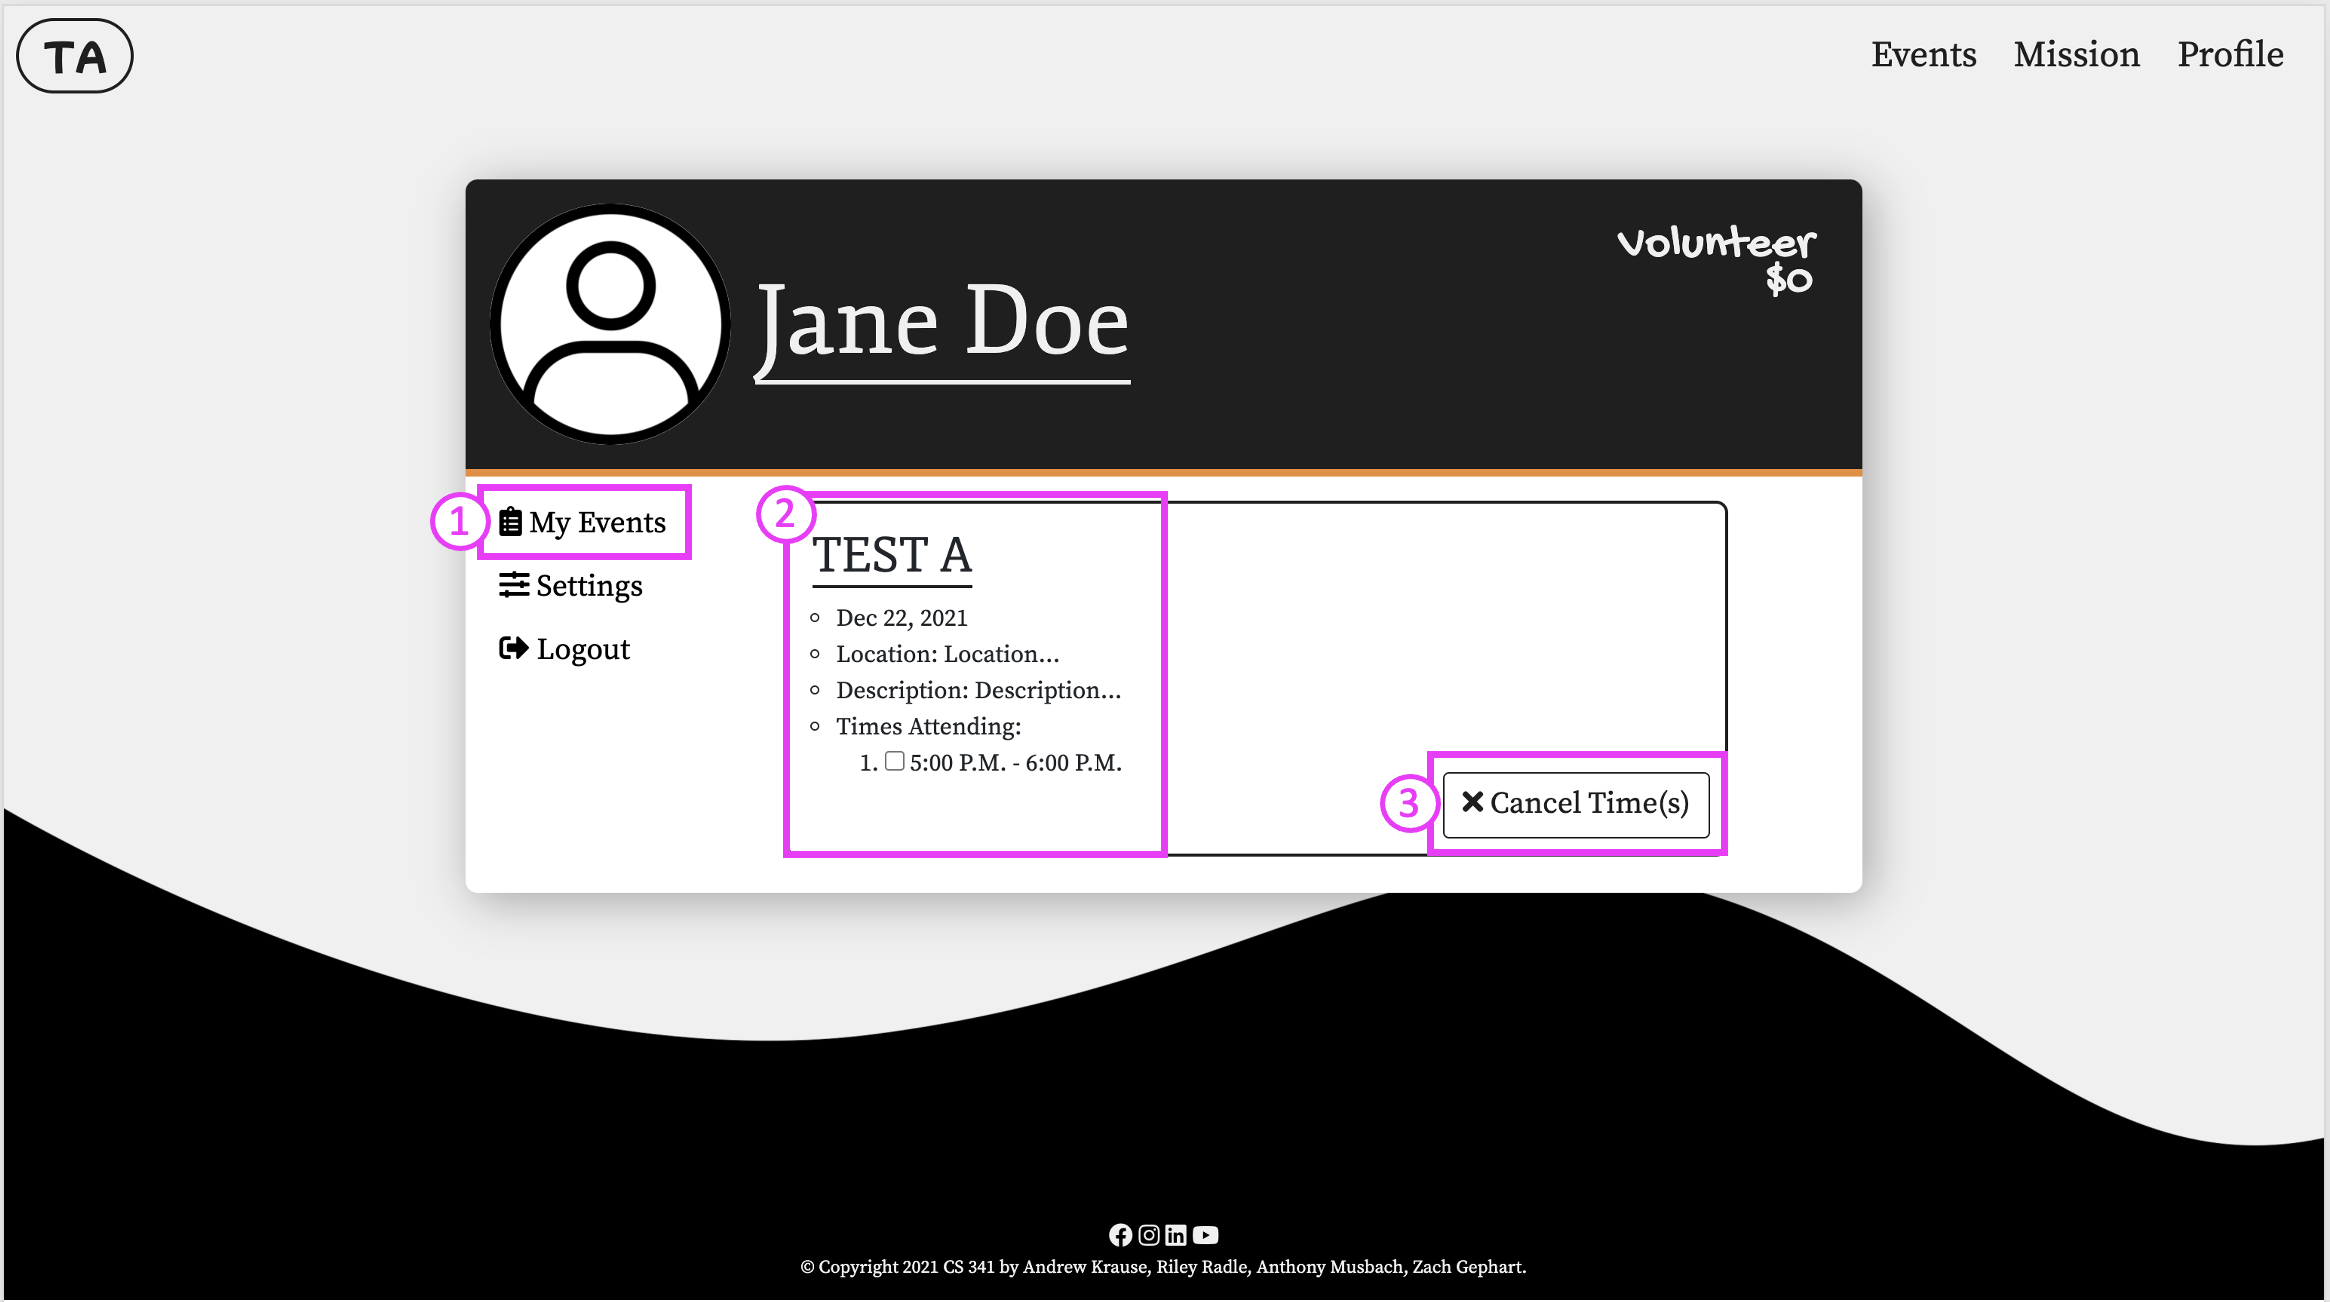 TA
Events Mission Profile
Volunteer
$0
Jane Doe
1 My Events
Settings
Logout
2
TEST A
Dec 22, 2021
Location: Location...
Description: Description...
Times Attending:
1. 5:00 P.M. - 6:00 P.M.
3 Cancel Time(s)
© Copyright 2021 CS 341 by Andrew Krause, Riley Radle, Anthony Musbach, Zach Gephart.